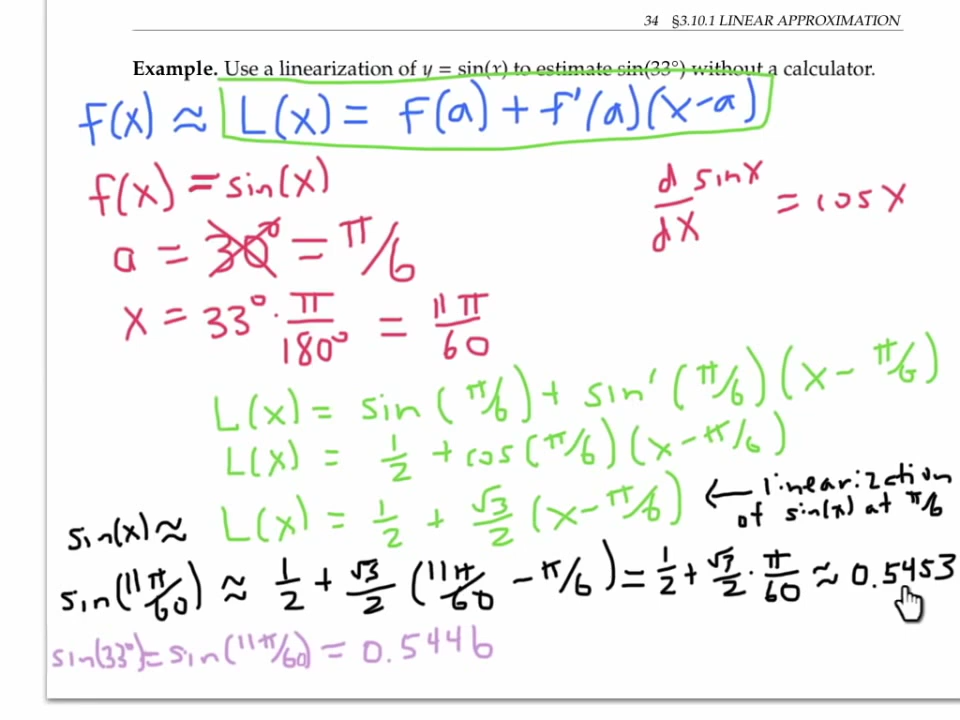 34 §3.10.1 LINEAR APPROXIMATION
Example. Use a linearization of y = sin(x) to estimate sin(33°) without a calculator.
f(x) ≈ L(x) = f(a) + f'(a)(x-a)
f(x) = sin(x)
d/dx sin x = cos x
a = 30° = π/6
x = 33° · π/180° = 11π/60
L(x) = sin(π/6) + sin'(π/6)(x - π/6)
L(x) = 1/2 + cos(π/6)(x - π/6)
← linearization of sin(x) at π/6
sin(x) ≈ L(x) = 1/2 + √3/2 (x - π/6)
sin(11π/60) ≈ 1/2 + √3/2 (11π/60 - π/6) = 1/2 + √3/2 · π/60 ≈ 0.5453
sin(33°) = sin(11π/60) = 0.5446